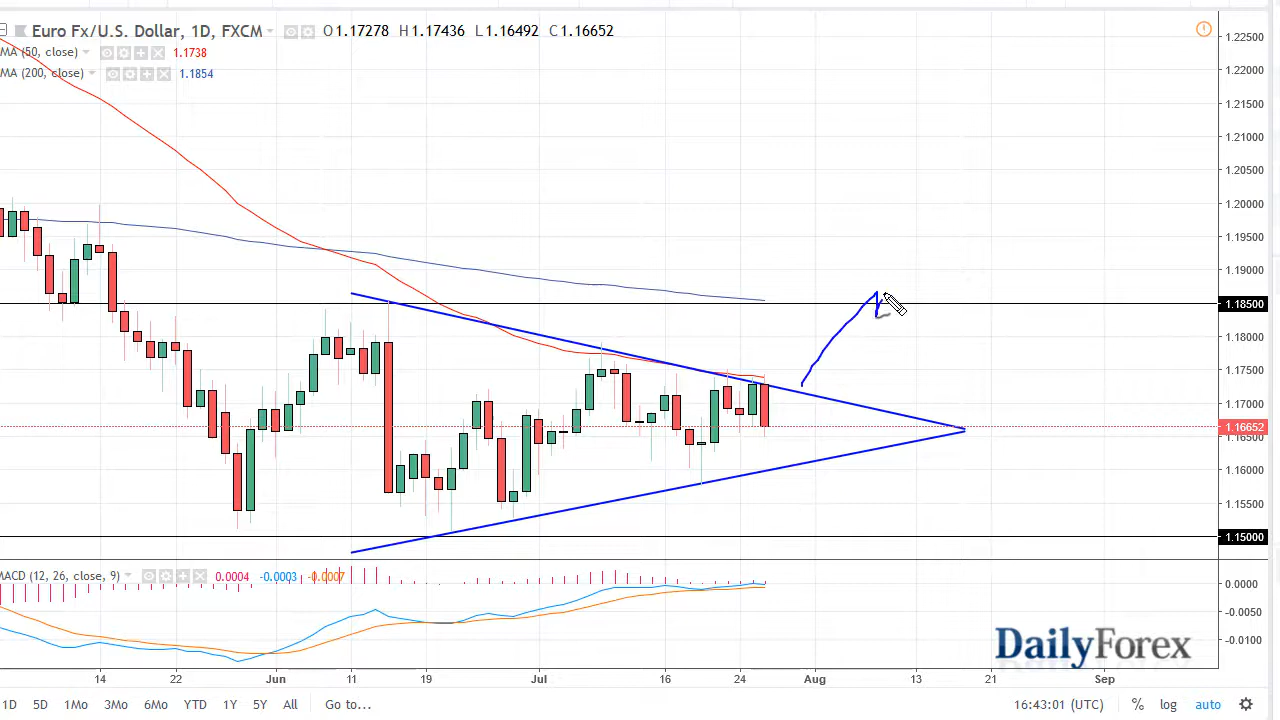 Euro Fx/U.S. Dollar, 1D, FXCM O1.17278 H1.17436 L1.16492 C1.16652
MA (50, close) 1.1738
MA (200, close) 1.1854
1.22500
1.22000
1.21500
1.21000
1.20500
1.20000
1.19500
1.19000
1.18500
1.18000
1.17500
1.17000
1.16652
1.16500
1.16000
1.15500
1.15000
MACD (12, 26, close, 9) 0.0004 -0.0003 -0.0007
0.0000
-0.0050
-0.0100
DailyForex
14 22 Jun 11 19 Jul 16 24 Aug 13 21 Sep
1D 5D 1Mo 3Mo 6Mo YTD 1Y 5Y All Go to... 16:43:01 (UTC) % log auto